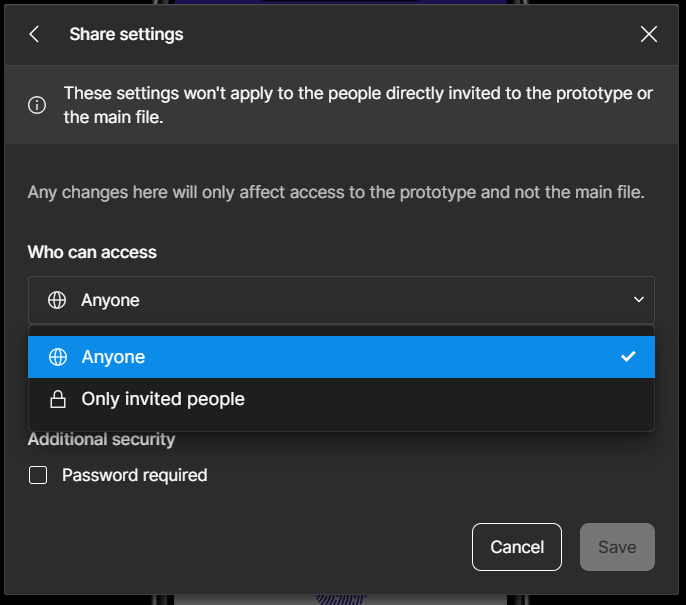 Share settings
These settings won't apply to the people directly invited to the prototype or
the main file.
Any changes here will only affect access to the prototype and not the main file.
Who can access
Anyone
Anyone
Only invited people
Additional security
Password required
Cancel
Save